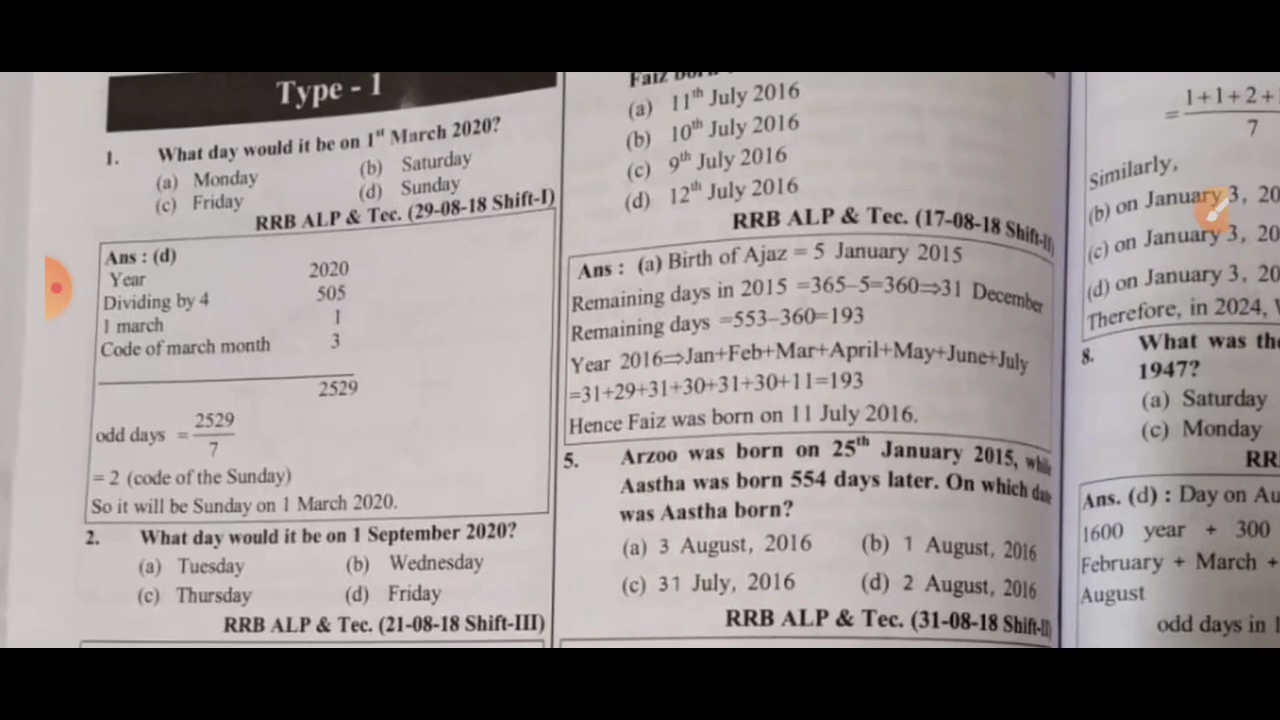 Type - 1
1. What day would it be on 1st March 2020?
(a) Monday (b) Saturday
(c) Friday (d) Sunday
RRB ALP & Tec. (29-08-18 Shift-I)
Ans : (d)
Year 2020
Dividing by 4 505
1 march 1
Code of march month 3
2529
odd days = 2529
7
= 2 (code of the Sunday)
So it will be Sunday on 1 March 2020.
2. What day would it be on 1 September 2020?
(a) Tuesday (b) Wednesday
(c) Thursday (d) Friday
RRB ALP & Tec. (21-08-18 Shift-III)
Faiz
(a) 11th July 2016
(b) 10th July 2016
(c) 9th July 2016
(d) 12th July 2016
RRB ALP & Tec. (17-08-18 Shift-II)
Ans : (a) Birth of Ajaz = 5 January 2015
Remaining days in 2015 =365–5=360⇒31 December
Remaining days =553–360=193
Year 2016⇒Jan+Feb+Mar+April+May+June+July
=31+29+31+30+31+30+11=193
Hence Faiz was born on 11 July 2016.
5. Arzoo was born on 25th January 2015, while
Aastha was born 554 days later. On which date
was Aastha born?
(a) 3 August, 2016 (b) 1 August, 2016
(c) 31 July, 2016 (d) 2 August, 2016
RRB ALP & Tec. (31-08-18 Shift-II)
= 1+1+2+
7
Similarly,
(b) on January 3, 20
(c) on January 3, 20
(d) on January 3, 20
Therefore, in 2024,
8. What was the
1947?
(a) Saturday
(c) Monday
RR
Ans. (d) : Day on Au
1600 year + 300
February + March +
August
odd days in 1